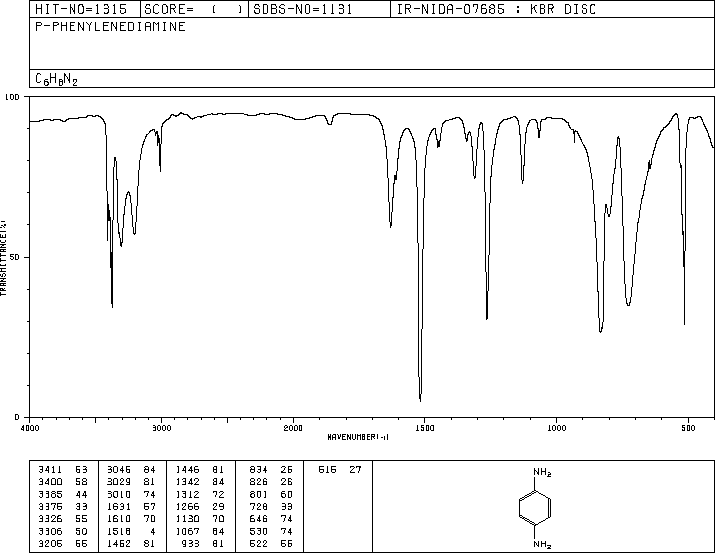 HIT-NO=1315 SCORE= ( ) SDBS-NO=1131 IR-NIDA-07685 : KBR DISC
P-PHENYLENEDIAMINE
C6H8N2
100
50
0
TRANSMITTANCE(%)
4000 3000 2000 1500 1000 500
WAVENUMBER(-1)
3411 53 3045 84 1446 81 834 25 516 27
3400 58 3029 81 1342 84 826 26
3385 44 3010 74 1312 72 801 60
3375 33 1631 57 1266 29 728 33
3326 55 1610 70 1130 70 646 74
3306 50 1518 4 1067 84 530 74
3205 55 1452 81 933 81 522 55
NH2
NH2